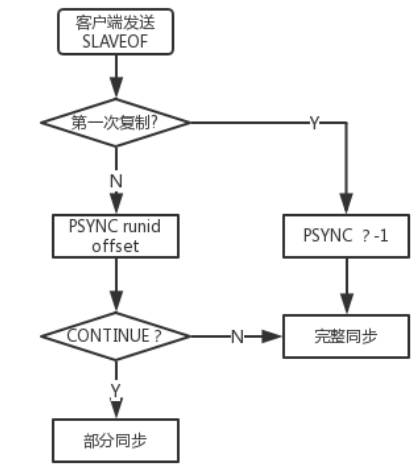 客户端发送
SLAVEOF
第一次复制?
Y
N
PSYNC runid
offset
PSYNC ? -1
CONTINUE ?
N
完整同步
Y
部分同步